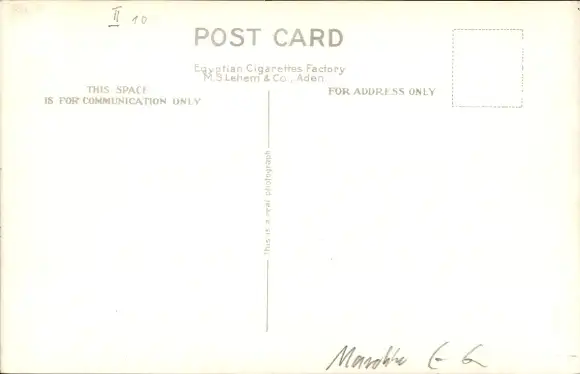 II 10
POST CARD
Egyptian Cigarettes Factory
M. S Lehem & Co., Aden.
THIS SPACE
IS FOR COMMUNICATION ONLY
FOR ADDRESS ONLY
This is a real photograph